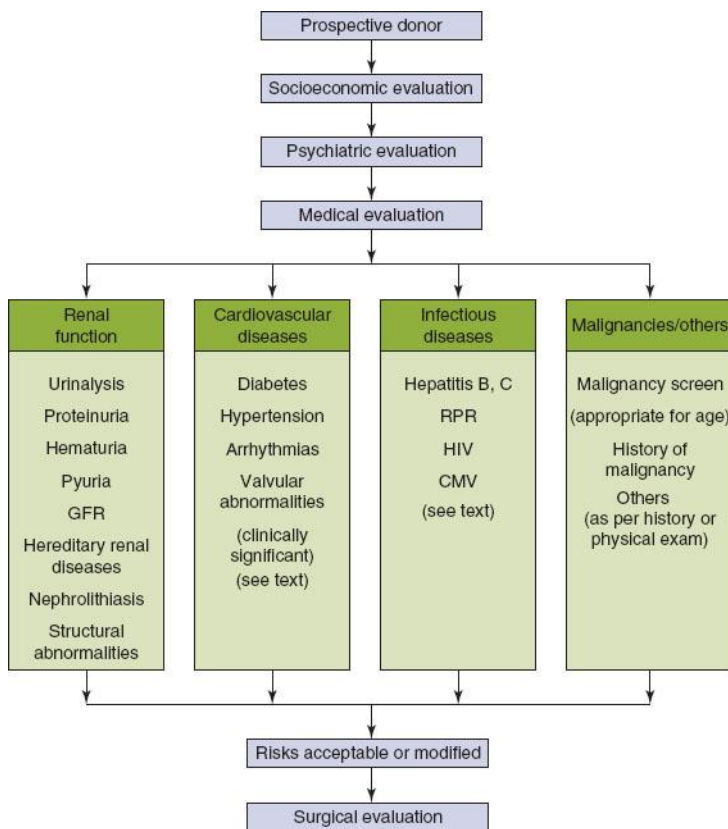 Prospective donor
Socioeconomic evaluation
Psychiatric evaluation
Medical evaluation
Renal
function
Urinalysis
Proteinuria
Hematuria
Pyuria
GFR
Hereditary renal
diseases
Nephrolithiasis
Structural
abnormalities
Cardiovascular
diseases
Diabetes
Hypertension
Arrhythmias
Valvular
abnormalities
(clinically
significant)
(see text)
Infectious
diseases
Hepatitis B, C
RPR
HIV
CMV
(see text)
Malignancies/others
Malignancy screen
(appropriate for age)
History of
malignancy
Others
(as per history or
physical exam)
Risks acceptable or modified
Surgical evaluation